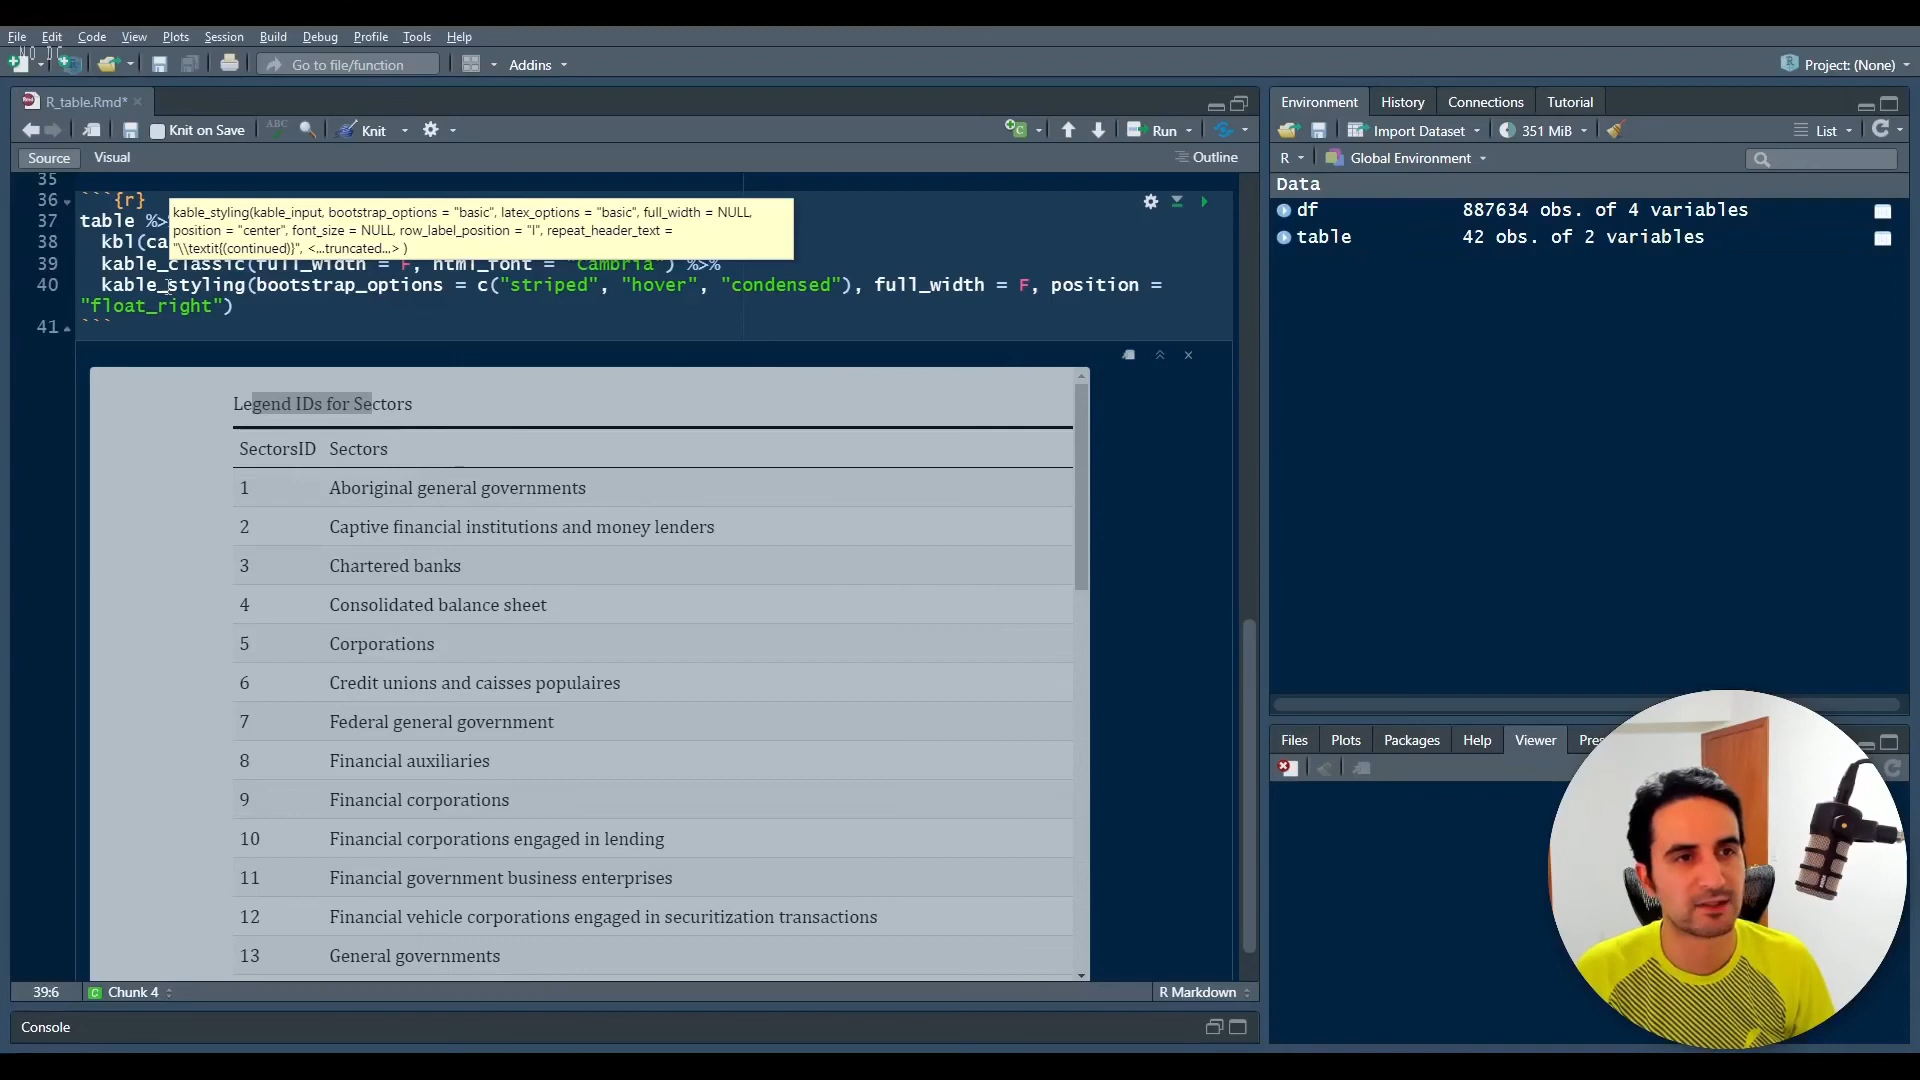 File Edit Code View Plots Session Build Debug Profile Tools Help
Go to file/function Addins Project: (None)
R_table.Rmd*
Knit on Save ABC Knit Run
Source Visual Outline
35
36 ```{r}
37 table %>
38 kbl(ca
39 kable_classic(full_width = F, html_font = "Cambria") %>%
40 kable_styling(bootstrap_options = c("striped", "hover", "condensed"), full_width = F, position =
"float_right")
41 ```
kable_styling(kable_input, bootstrap_options = "basic", latex_options = "basic", full_width = NULL,
position = "center", font_size = NULL, row_label_position = "l", repeat_header_text =
"\\textit{(continued)}", <...truncated...> )
Legend IDs for Sectors
SectorsID Sectors
1 Aboriginal general governments
2 Captive financial institutions and money lenders
3 Chartered banks
4 Consolidated balance sheet
5 Corporations
6 Credit unions and caisses populaires
7 Federal general government
8 Financial auxiliaries
9 Financial corporations
10 Financial corporations engaged in lending
11 Financial government business enterprises
12 Financial vehicle corporations engaged in securitization transactions
13 General governments
39:6 Chunk 4 R Markdown
Console
Environment History Connections Tutorial
Import Dataset 351 MiB List
R Global Environment
Data
df 887634 obs. of 4 variables
table 42 obs. of 2 variables
Files Plots Packages Help Viewer Pres